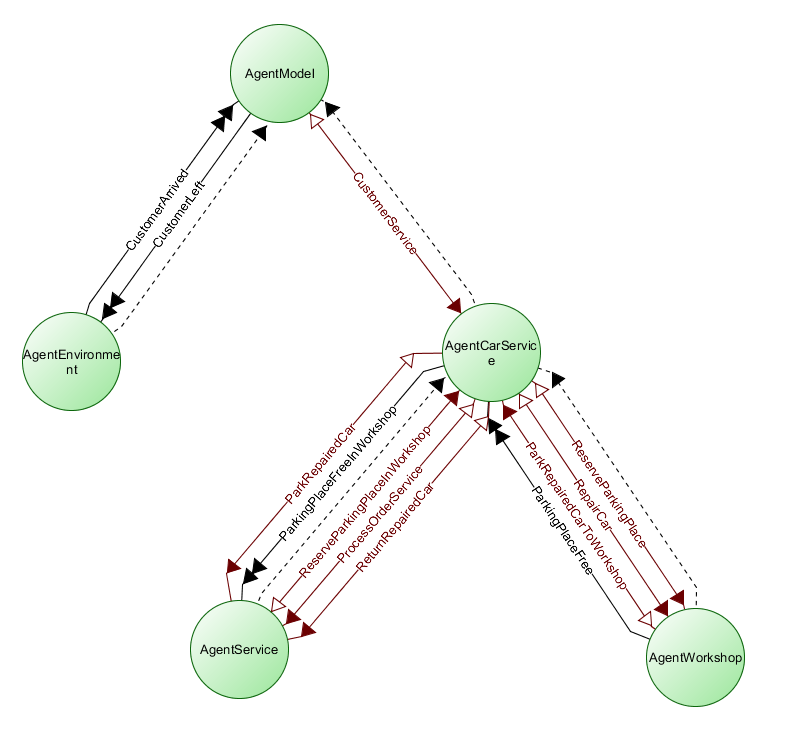 AgentModel
CustomerArrived
CustomerLeft
CustomerService
AgentEnvironme
nt
AgentCarServic
e
ParkRepairedCar
ParkingPlaceFreeInWorkshop
ReserveParkingPlaceInWorkshop
ProcessOrderService
ReturnRepairedCar
ParkingPlaceFree
ParkRepairedCarToWorkshop
RepairCar
ReserveParkingPlace
AgentService
AgentWorkshop